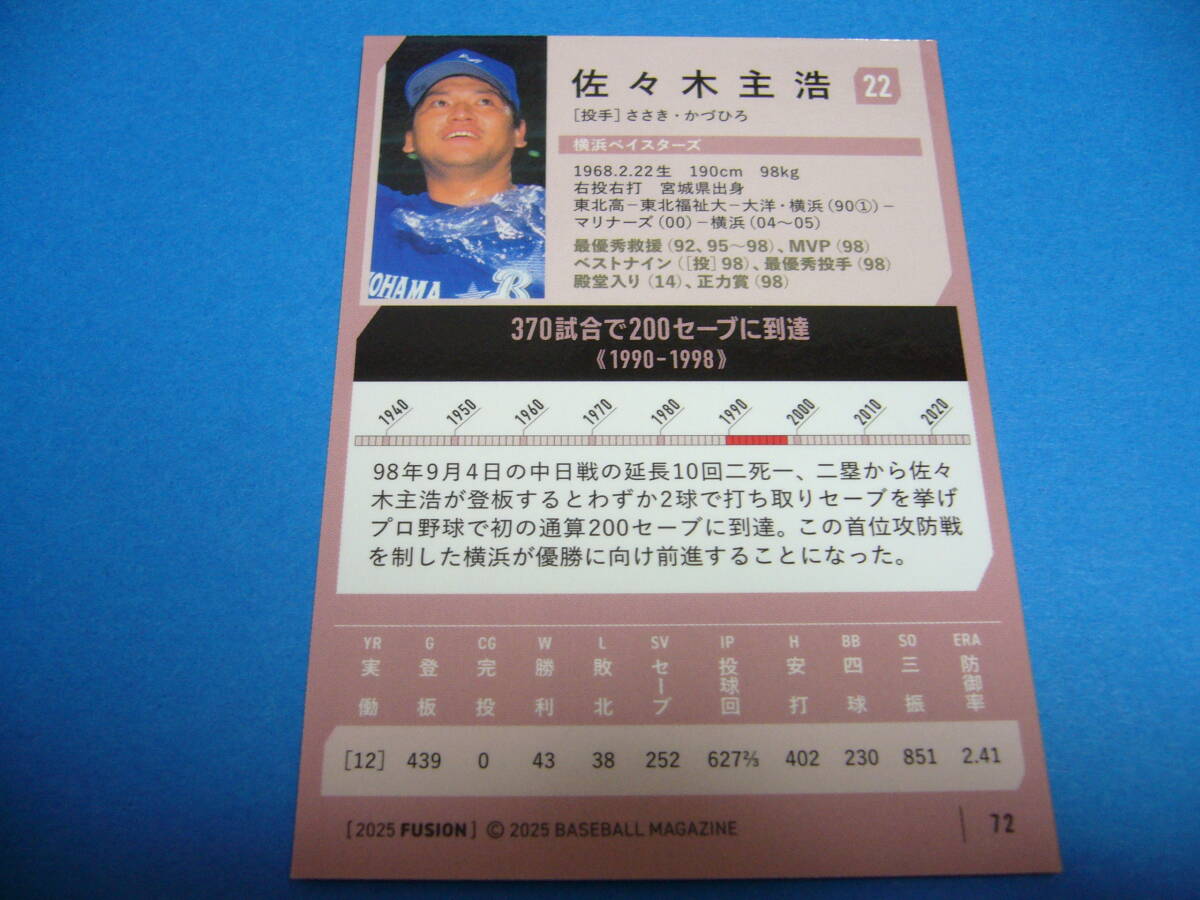 佐々木主浩 22
[投手]ささき・かづひろ
横浜ベイスターズ
1968.2.22生 190cm 98kg
右投右打 宮城県出身
東北高－東北福祉大－大洋・横浜(90①)－
マリナーズ(00)－横浜(04～05)
最優秀救援(92、95～98)、MVP(98)
ベストナイン([投]98)、最優秀投手(98)
殿堂入り(14)、正力賞(98)
OHAMA
B
370試合で200セーブに到達
《1990-1998》
1940 1950 1960 1970 1980 1990 2000 2010 2020
98年9月4日の中日戦の延長10回二死一、二塁から佐々
木主浩が登板するとわずか2球で打ち取りセーブを挙げ
プロ野球で初の通算200セーブに到達。この首位攻防戦
を制した横浜が優勝に向け前進することになった。
YR G CG W L SV IP H BB SO ERA
実働 登板 完投 勝利 敗北 セーブ 投球回 安打 四球 三振 防御率
[12] 439 0 43 38 252 627⅔ 402 230 851 2.41
[2025 FUSION] © 2025 BASEBALL MAGAZINE 72